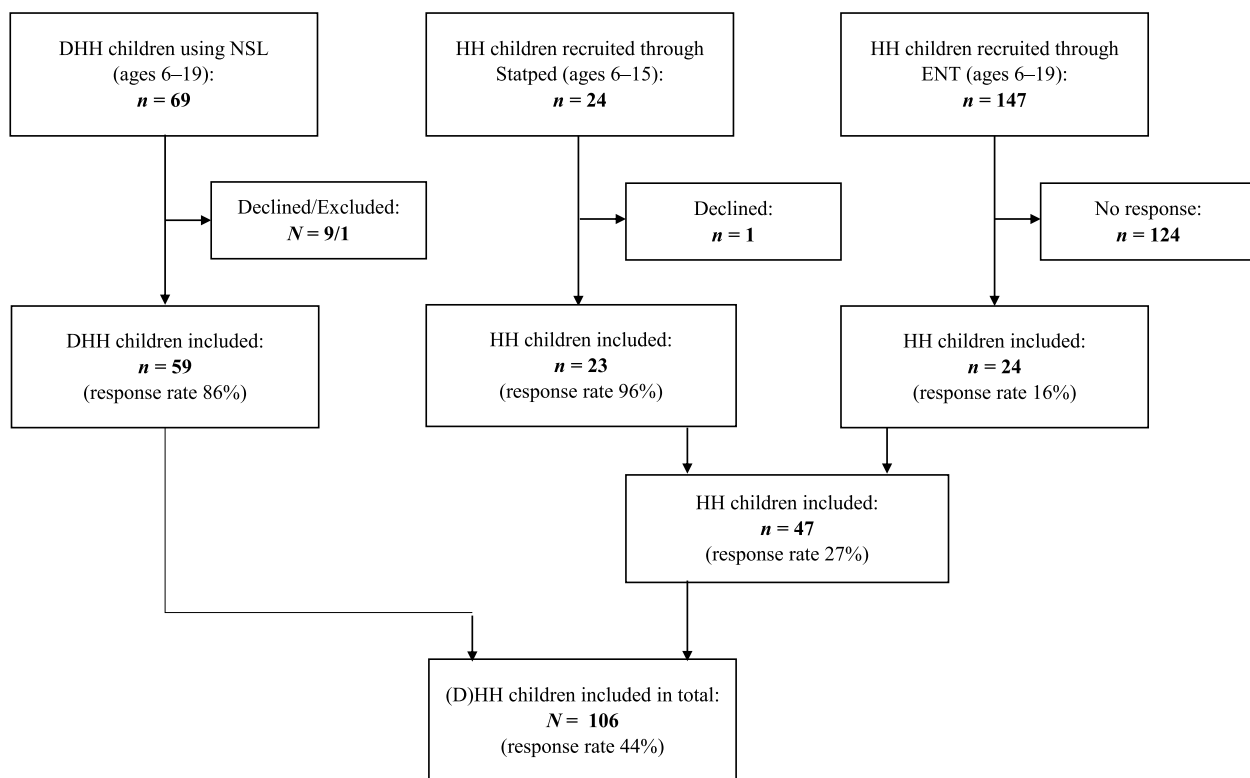 DHH children using NSL
(ages 6–19):
n = 69
HH children recruited through
Statped (ages 6–15):
n = 24
HH children recruited through
ENT (ages 6–19):
n = 147
Declined/Excluded:
N = 9/1
Declined:
n = 1
No response:
n = 124
DHH children included:
n = 59
(response rate 86%)
HH children included:
n = 23
(response rate 96%)
HH children included:
n = 24
(response rate 16%)
HH children included:
n = 47
(response rate 27%)
(D)HH children included in total:
N = 106
(response rate 44%)